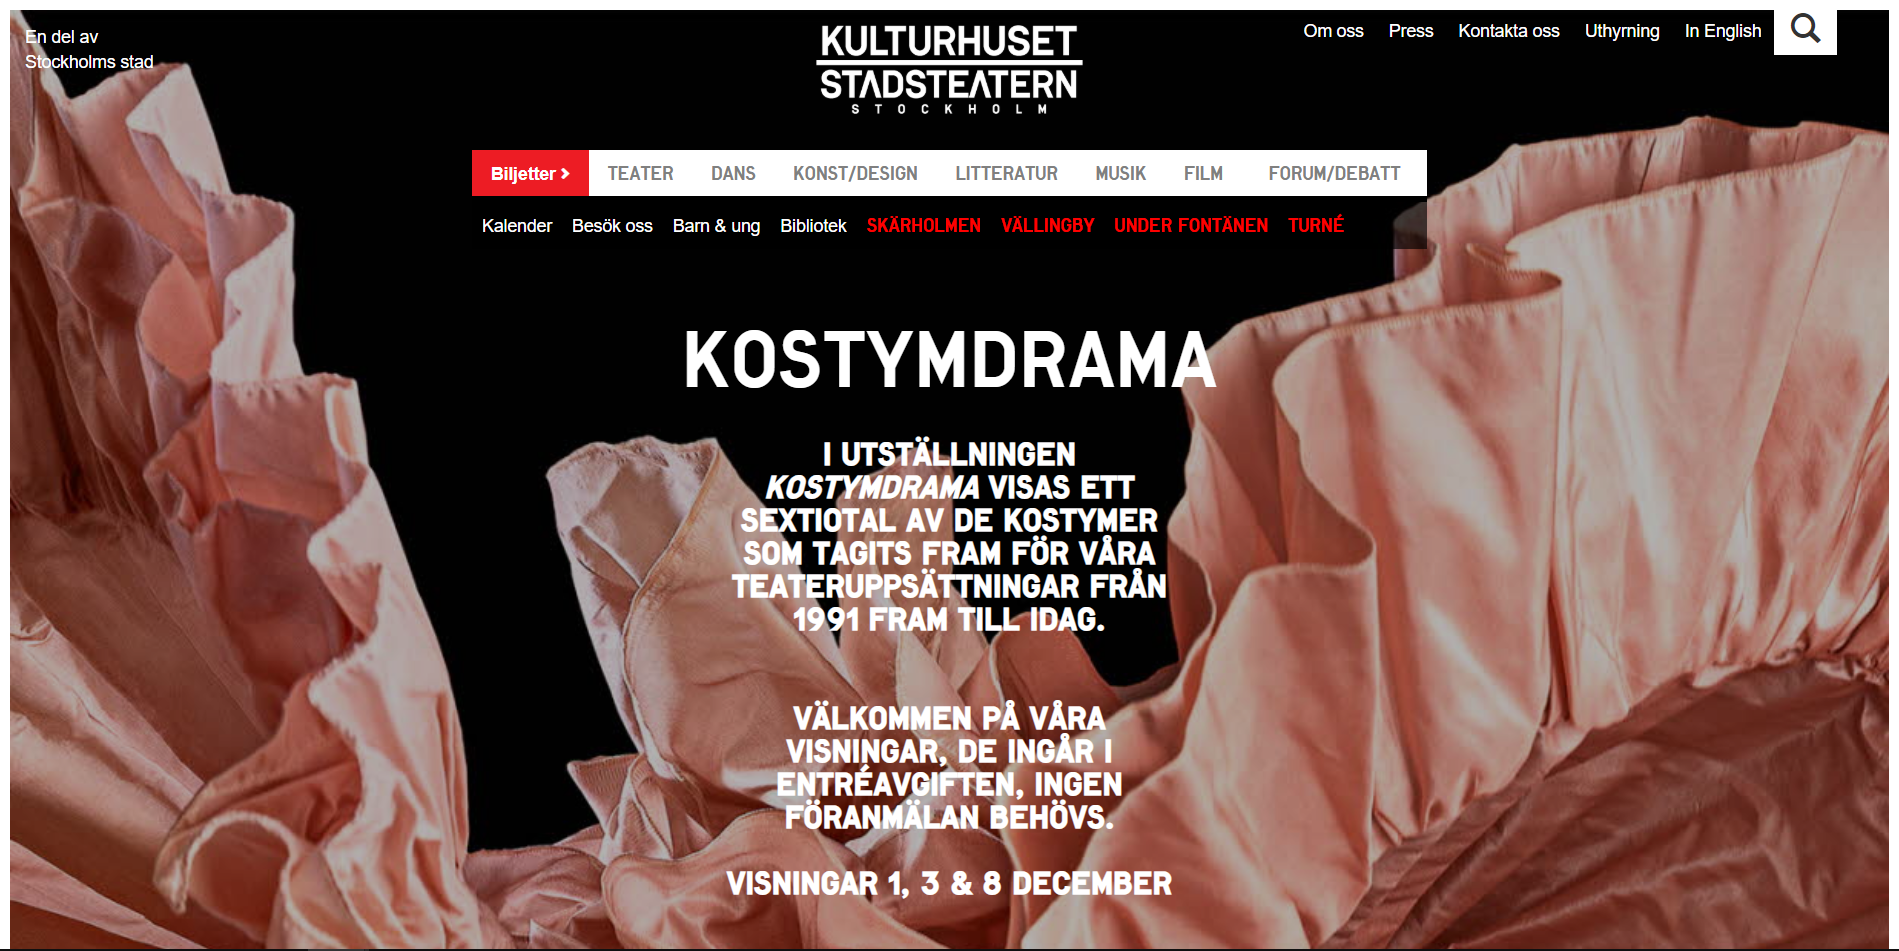 En del av
Stockholms stad
KULTURHUSET
STADSTEATERN
STOCKHOLM
Om oss Press Kontakta oss Uthyrning In English
Biljetter TEATER DANS KONST/DESIGN LITTERATUR MUSIK FILM FORUM/DEBATT
Kalender Besök oss Barn & ung Bibliotek SKÄRHOLMEN VÄLLINGBY UNDER FONTÄNEN TURNÉ
KOSTYMDRAMA
I UTSTÄLLNINGEN
KOSTYMDRAMA VISAS ETT
SEXTIOTAL AV DE KOSTYMER
SOM TAGITS FRAM FÖR VÅRA
TEATERUPPSÄTTNINGAR FRÅN
1991 FRAM TILL IDAG.
VÄLKOMMEN PÅ VÅRA
VISNINGAR, DE INGÅR I
ENTRÉAVGIFTEN, INGEN
FÖRANMÄLAN BEHÖVS.
VISNINGAR 1, 3 & 8 DECEMBER